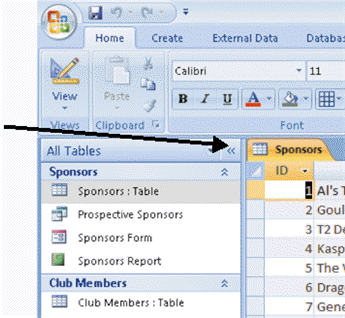 Home Create External Data Databa
View Paste Calibri 11
B I U A
Views Clipboard Font
All Tables «
Sponsors
Sponsors : Table
Prospective Sponsors
Sponsors Form
Sponsors Report
Club Members
Club Members : Table
Sponsors
ID
1 Al's T
2 Goul
3 T2 De
4 Kasp
5 The V
6 Drag
7 Gene